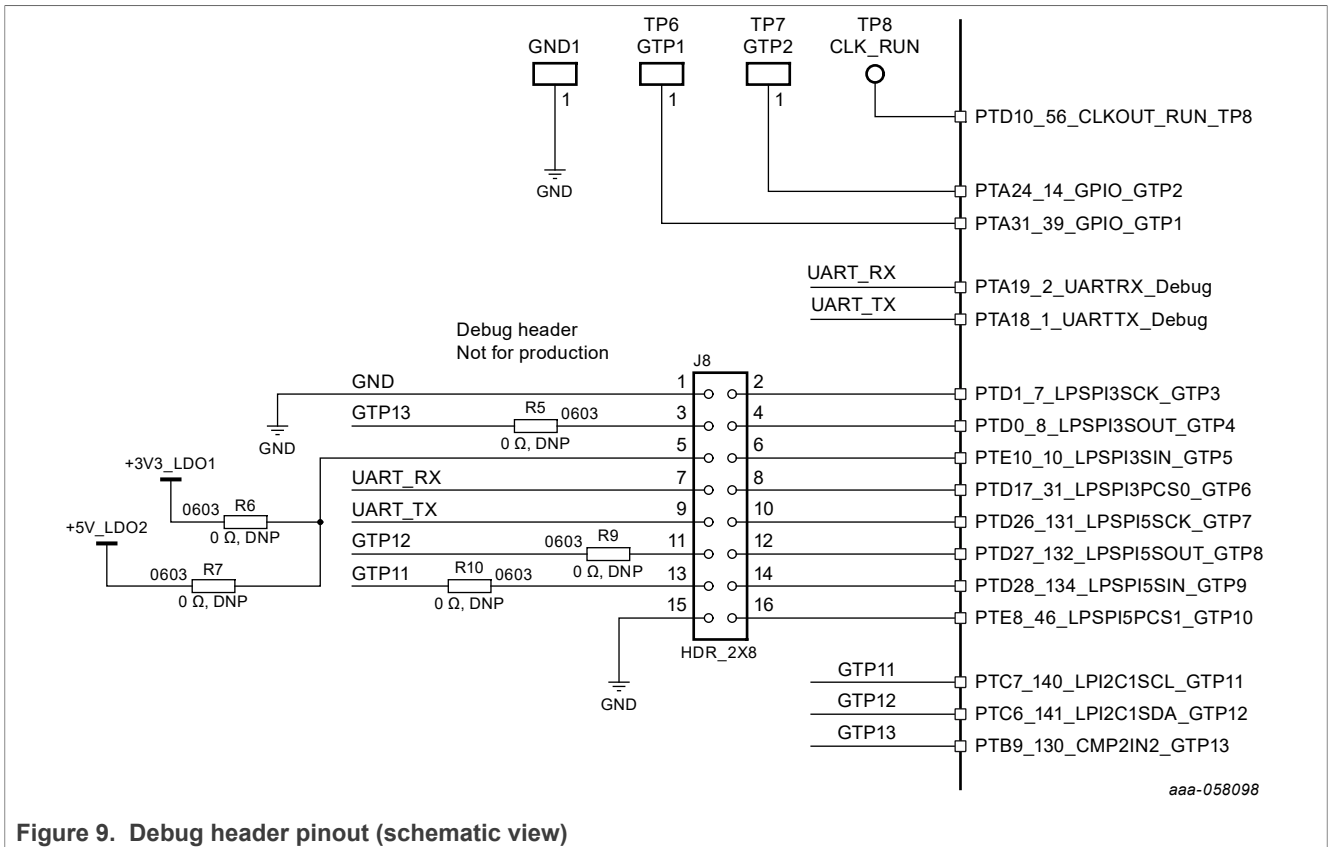 TP6 TP7 TP8
GND1 GTP1 GTP2 CLK_RUN
1 1 1
PTD10_56_CLKOUT_RUN_TP8
GND
PTA24_14_GPIO_GTP2
PTA31_39_GPIO_GTP1
UART_RX PTA19_2_UARTRX_Debug
UART_TX PTA18_1_UARTTX_Debug
Debug header
Not for production
J8
GND 1 2 PTD1_7_LPSPI3SCK_GTP3
GTP13 R5 0603 3 4 PTD0_8_LPSPI3SOUT_GTP4
0 Ω, DNP
GND
5 6 PTE10_10_LPSPI3SIN_GTP5
+3V3_LDO1
UART_RX 7 8 PTD17_31_LPSPI3PCS0_GTP6
0603 R6
0 Ω, DNP
UART_TX 9 10 PTD26_131_LPSPI5SCK_GTP7
+5V_LDO2
GTP12 0603 R9 11 12 PTD27_132_LPSPI5SOUT_GTP8
0 Ω, DNP
0603 R7
0 Ω, DNP
GTP11 R10 0603 13 14 PTD28_134_LPSPI5SIN_GTP9
0 Ω, DNP
15 16 PTE8_46_LPSPI5PCS1_GTP10
HDR_2X8
GND
GTP11 PTC7_140_LPI2C1SCL_GTP11
GTP12 PTC6_141_LPI2C1SDA_GTP12
GTP13 PTB9_130_CMP2IN2_GTP13
aaa-058098
Figure 9. Debug header pinout (schematic view)